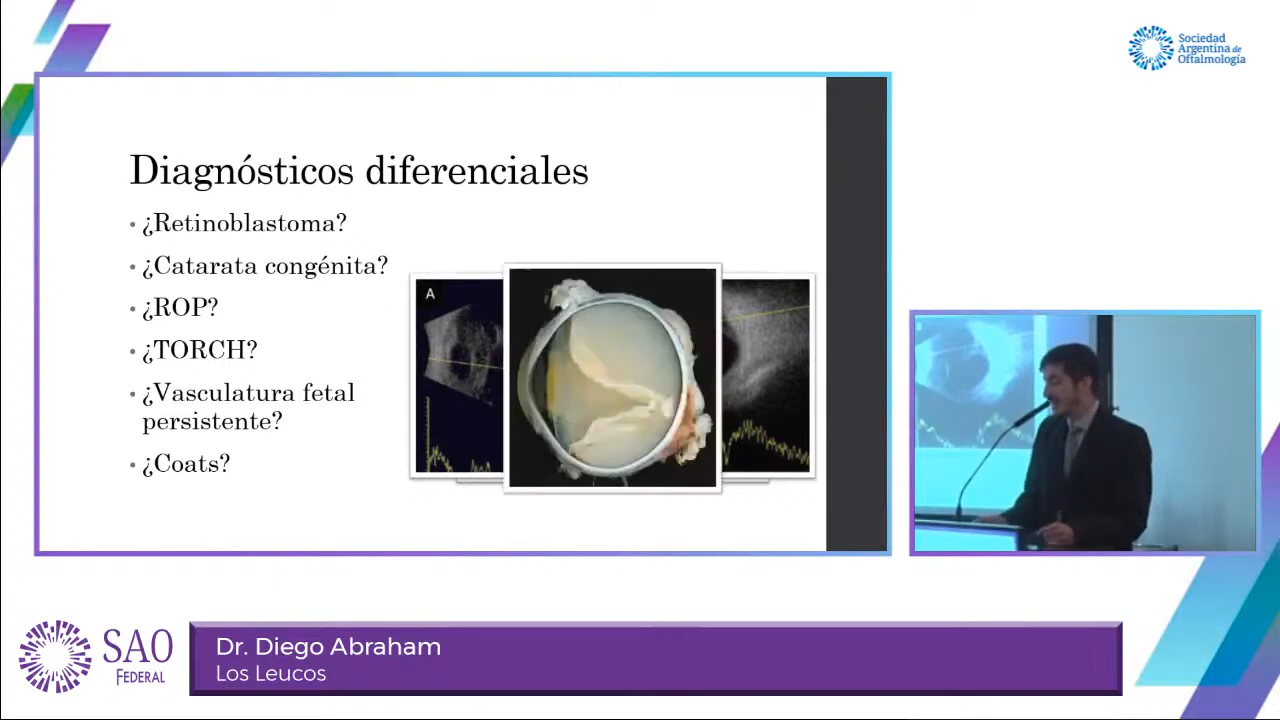 Sociedad
Argentina de
Oftalmología
Diagnósticos diferenciales
• ¿Retinoblastoma?
• ¿Catarata congénita?
• ¿ROP?
• ¿TORCH?
• ¿Vasculatura fetal
persistente?
• ¿Coats?
A
SAO
FEDERAL
Dr. Diego Abraham
Los Leucos